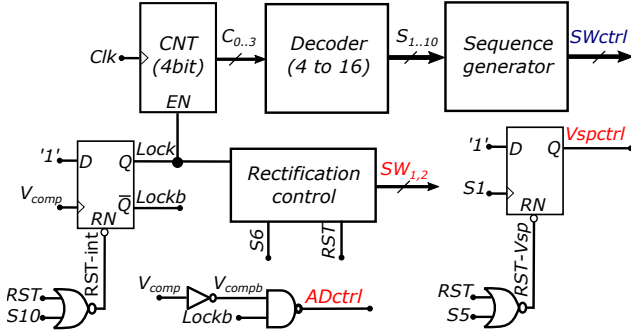 Clk
CNT
(4bit)
EN
C0..3
Decoder
(4 to 16)
S1..10
Sequence
generator
SWctrl
'1'
D
Q
Lock
Vcomp
Q̅
Lockb
RN
RST-int
RST
S10
Rectification
control
SW1,2
S6
RST
Vcomp
Vcompb
Lockb
ADctrl
'1'
D
Q
Vspctrl
S1
RN
RST-Vsp
RST
S5